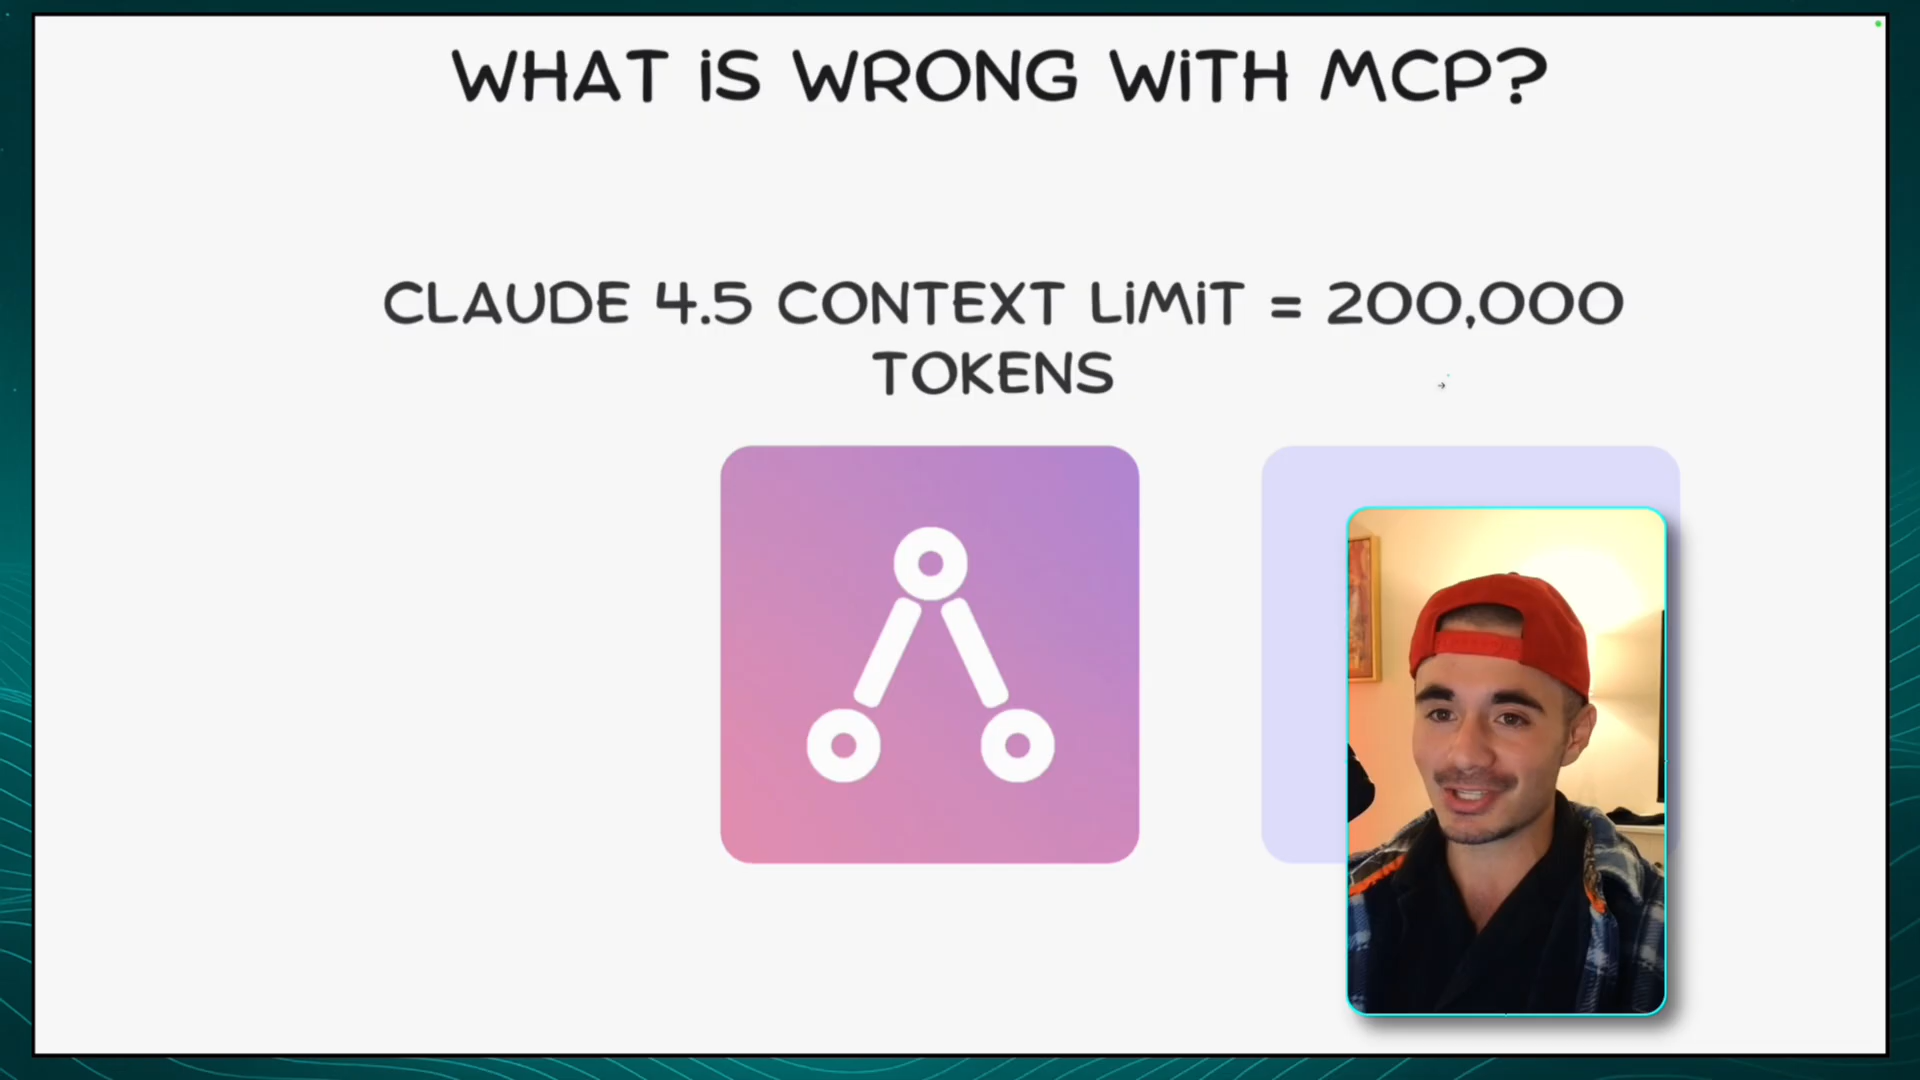 WHAT iS WRONG WiTH MCP?
CLAUDE 4.5 CONTEXT LiMiT = 200,000
TOKENS